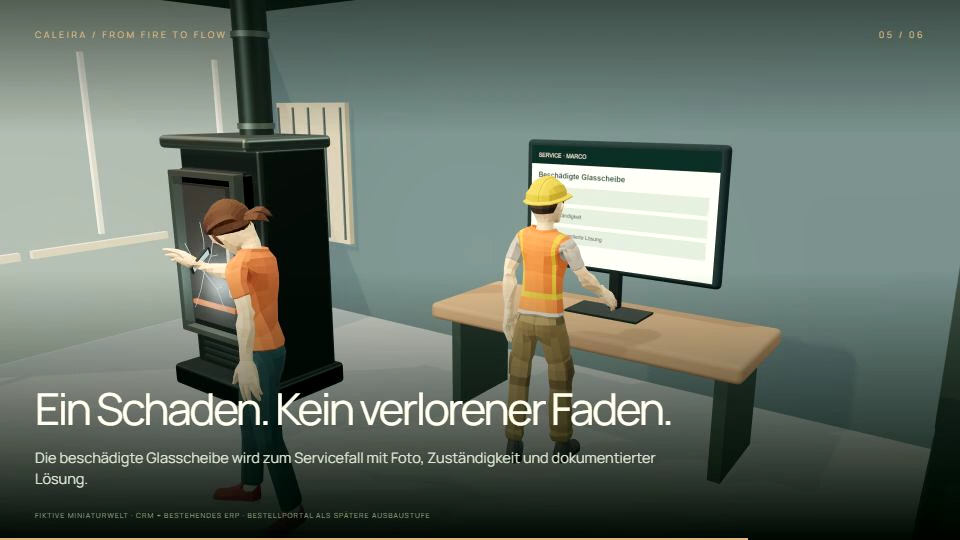 CALEIRA / FROM FIRE TO FLOW
05 / 06
SERVICE · MARCO
Beschädigte Glasscheibe
Ein Schaden. Kein verlorener Faden.
Die beschädigte Glasscheibe wird zum Servicefall mit Foto, Zuständigkeit und dokumentierter
Lösung.
FIKTIVE MINIATURWELT · CRM + BESTEHENDES ERP · BESTELLPORTAL ALS SPÄTERE AUSBAUSTUFE